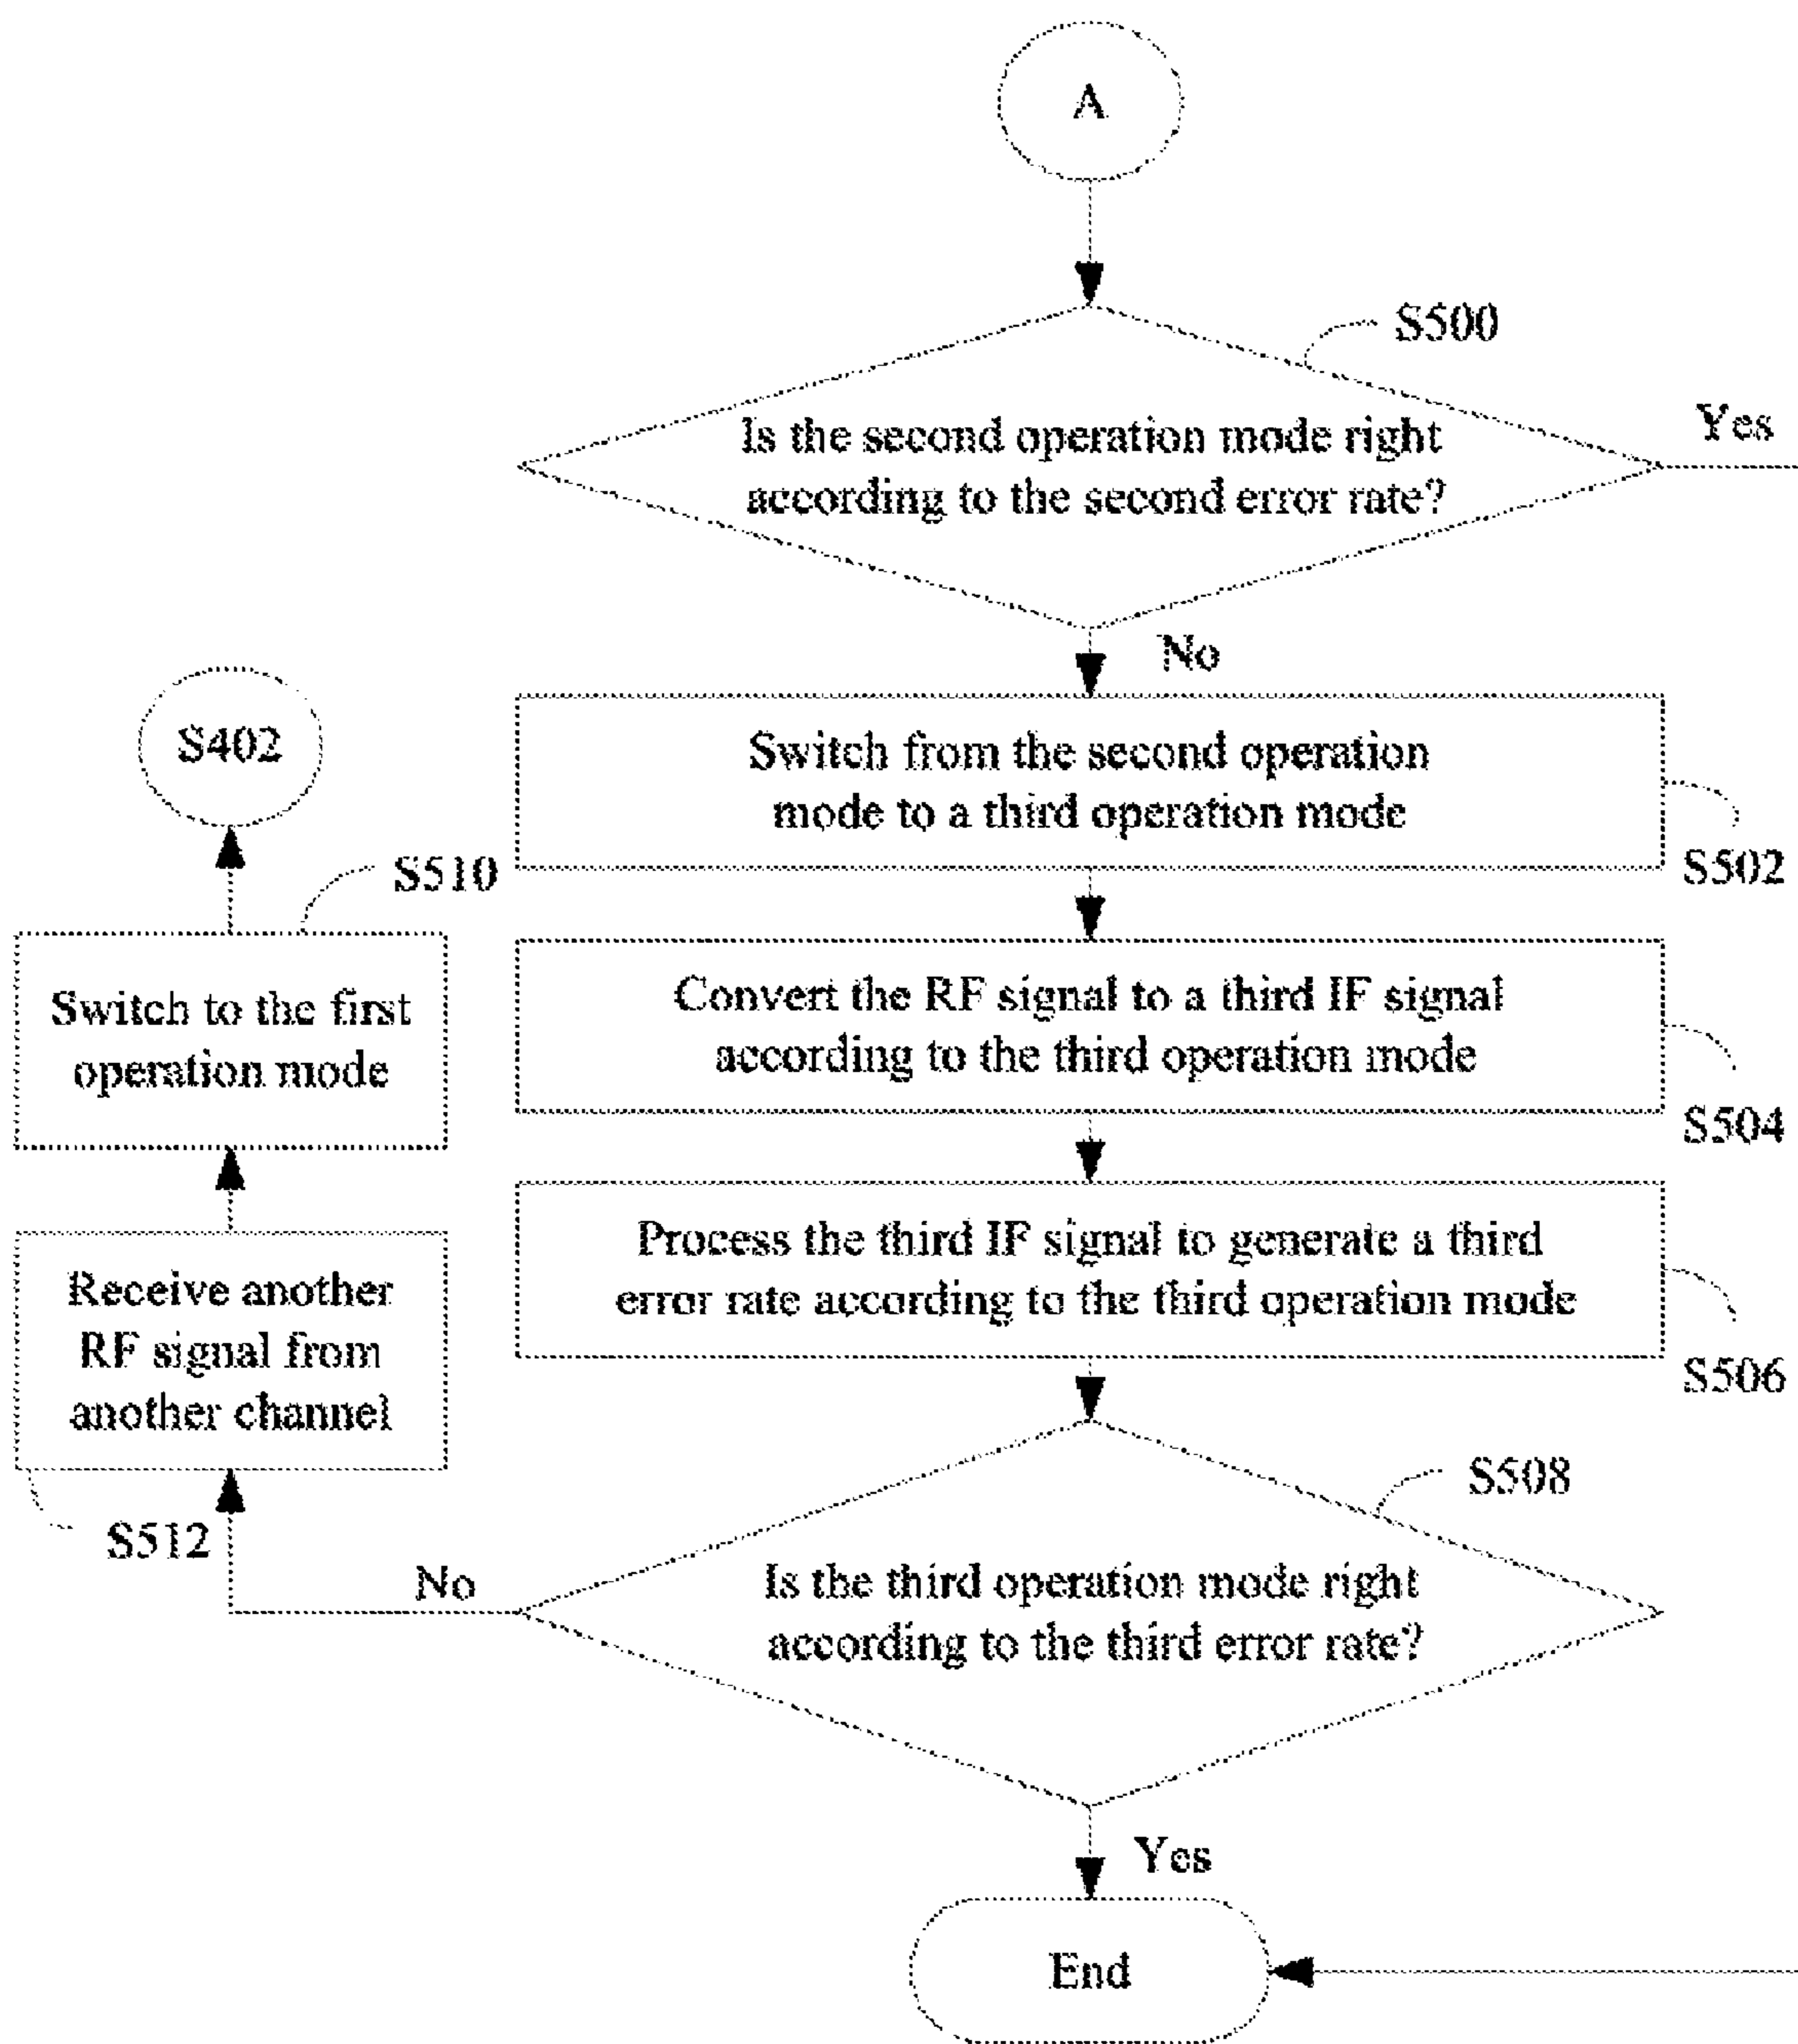 A
S500
Yes
Is the second operation mode right
according to the second error rate?
No
S402
Switch from the second operation
mode to a third operation mode
S502
S510
Switch to the first
operation mode
Convert the RF signal to a third IF signal
according to the third operation mode
S504
Process the third IF signal to generate a third
error rate according to the third operation mode
S506
Receive another
RF signal from
another channel
S512
S508
No
Is the third operation mode right
according to the third error rate?
Yes
End